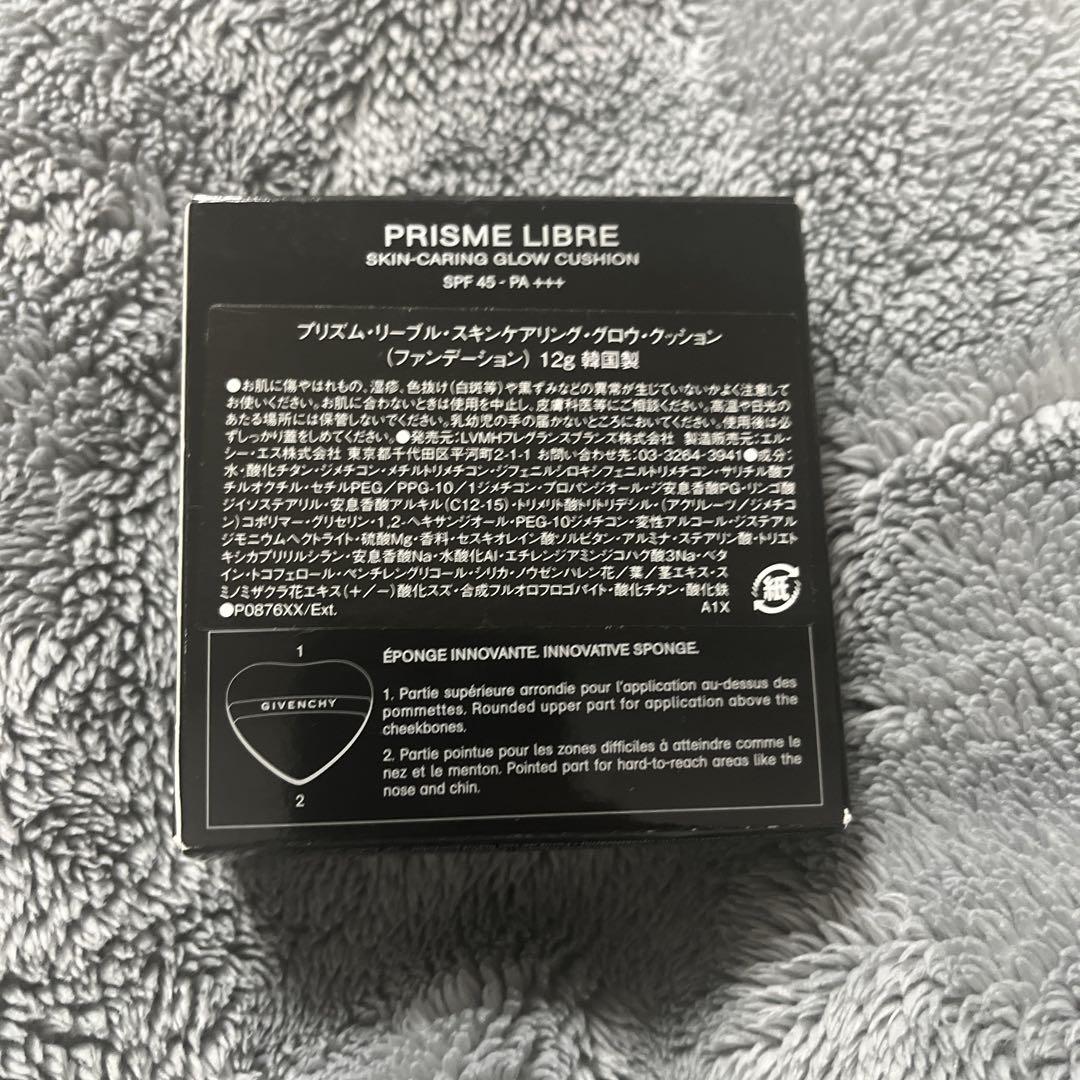 PRISME LIBRE
SKIN-CARING GLOW CUSHION
SPF 45 - PA +++
プリズム・リーブル・スキンケアリング・グロウ・クッション
(ファンデーション) 12g 韓国製
●お肌に傷やはれもの、湿疹、色抜け(白斑等)や黒ずみなどの異常が生じていないかよく注意して
お使いください。お肌に合わないときは使用を中止し、皮膚科医等にご相談ください。高温や日光の
あたる場所には保管しないでください。乳幼児の手の届かないところにおいてください。使用後は必
ずしっかり蓋をしめてください。●発売元:LVMHフレグランスブランズ株式会社 製造販売元:エル・
シー・エス株式会社 東京都千代田区平河町2-1-1 お問い合わせ先:03-3264-3941●成分:
水・酸化チタン・ジメチコン・メチルトリメチコン・ジフェニルシロキシフェニルトリメチコン・サリチル酸ブ
チルオクチル・セチルPEG/PPG-10/1ジメチコン・プロパンジオール・ジ安息香酸PG・リンゴ酸
ジイソステアリル・安息香酸アルキル(C12-15)・トリメリト酸トリトリデシル・(アクリレーツ/ジメチコ
ン)コポリマー・グリセリン・1,2-ヘキサンジオール・PEG-10ジメチコン・変性アルコール・ジステアル
ジモニウムヘクトライト・硫酸Mg・香料・セスキオレイン酸ソルビタン・アルミナ・ステアリン酸・トリエト
キシカプリリルシラン・安息香酸Na・水酸化Al・エチレンジアミンジコハク酸3Na・ベタ
イン・トコフェロール・ペンチレングリコール・シリカ・ノウゼンハレン花/葉/茎エキス・ス
ミノミザクラ花エキス(+/-)酸化スズ・合成フルオロフロゴパイト・酸化チタン・酸化鉄
●P0876XX/Ext. A1X
紙
1
GIVENCHY
2
ÉPONGE INNOVANTE. INNOVATIVE SPONGE.
1. Partie supérieure arrondie pour l'application au-dessus des
pommettes. Rounded upper part for application above the
cheekbones.
2. Partie pointue pour les zones difficiles à atteindre comme le
nez et le menton. Pointed part for hard-to-reach areas like the
nose and chin.